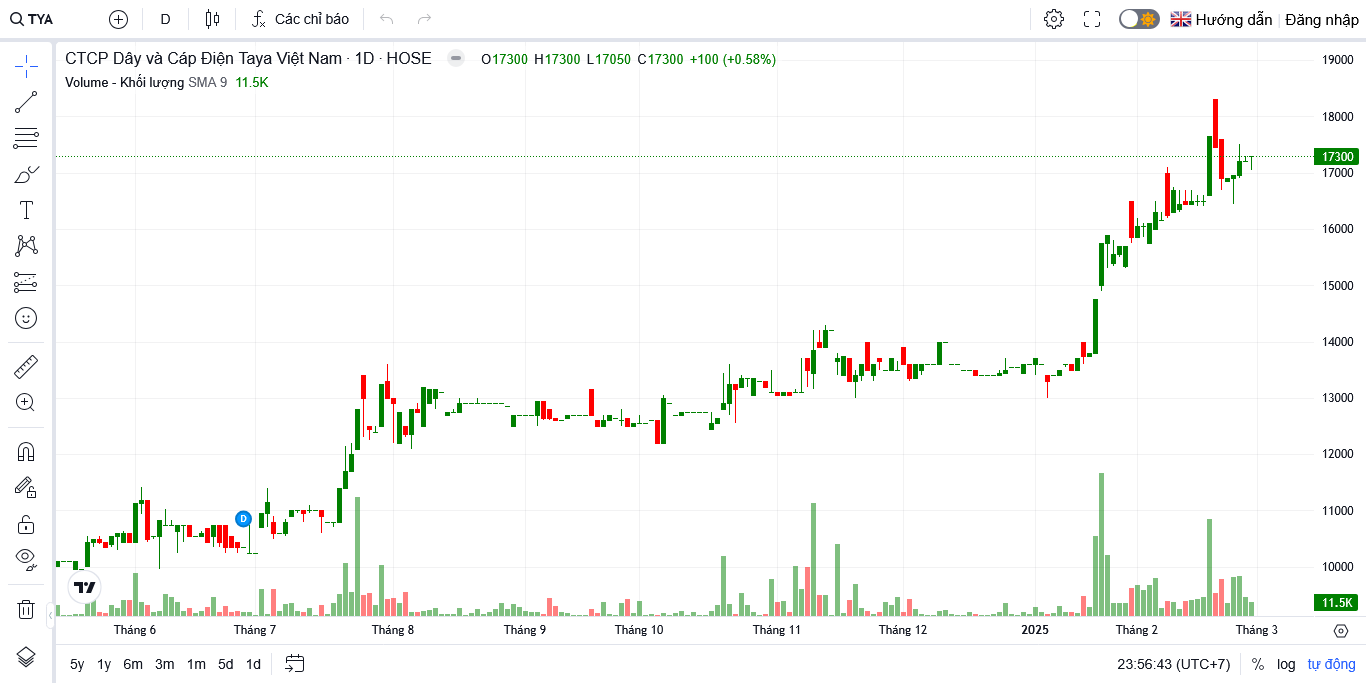 TYA D Các chỉ báo Hướng dẫn Đăng nhập
CTCP Dây và Cáp Điện Taya Việt Nam · 1D · HOSE O17300 H17300 L17050 C17300 +100 (+0.58%)
Volume - Khối lượng SMA 9 11.5K
19000
18000
17300
17000
16000
15000
14000
13000
12000
11000
10000
11.5K
D
Tháng 6 Tháng 7 Tháng 8 Tháng 9 Tháng 10 Tháng 11 Tháng 12 2025 Tháng 2 Tháng 3
5y 1y 6m 3m 1m 5d 1d 23:56:43 (UTC+7) % log tự động